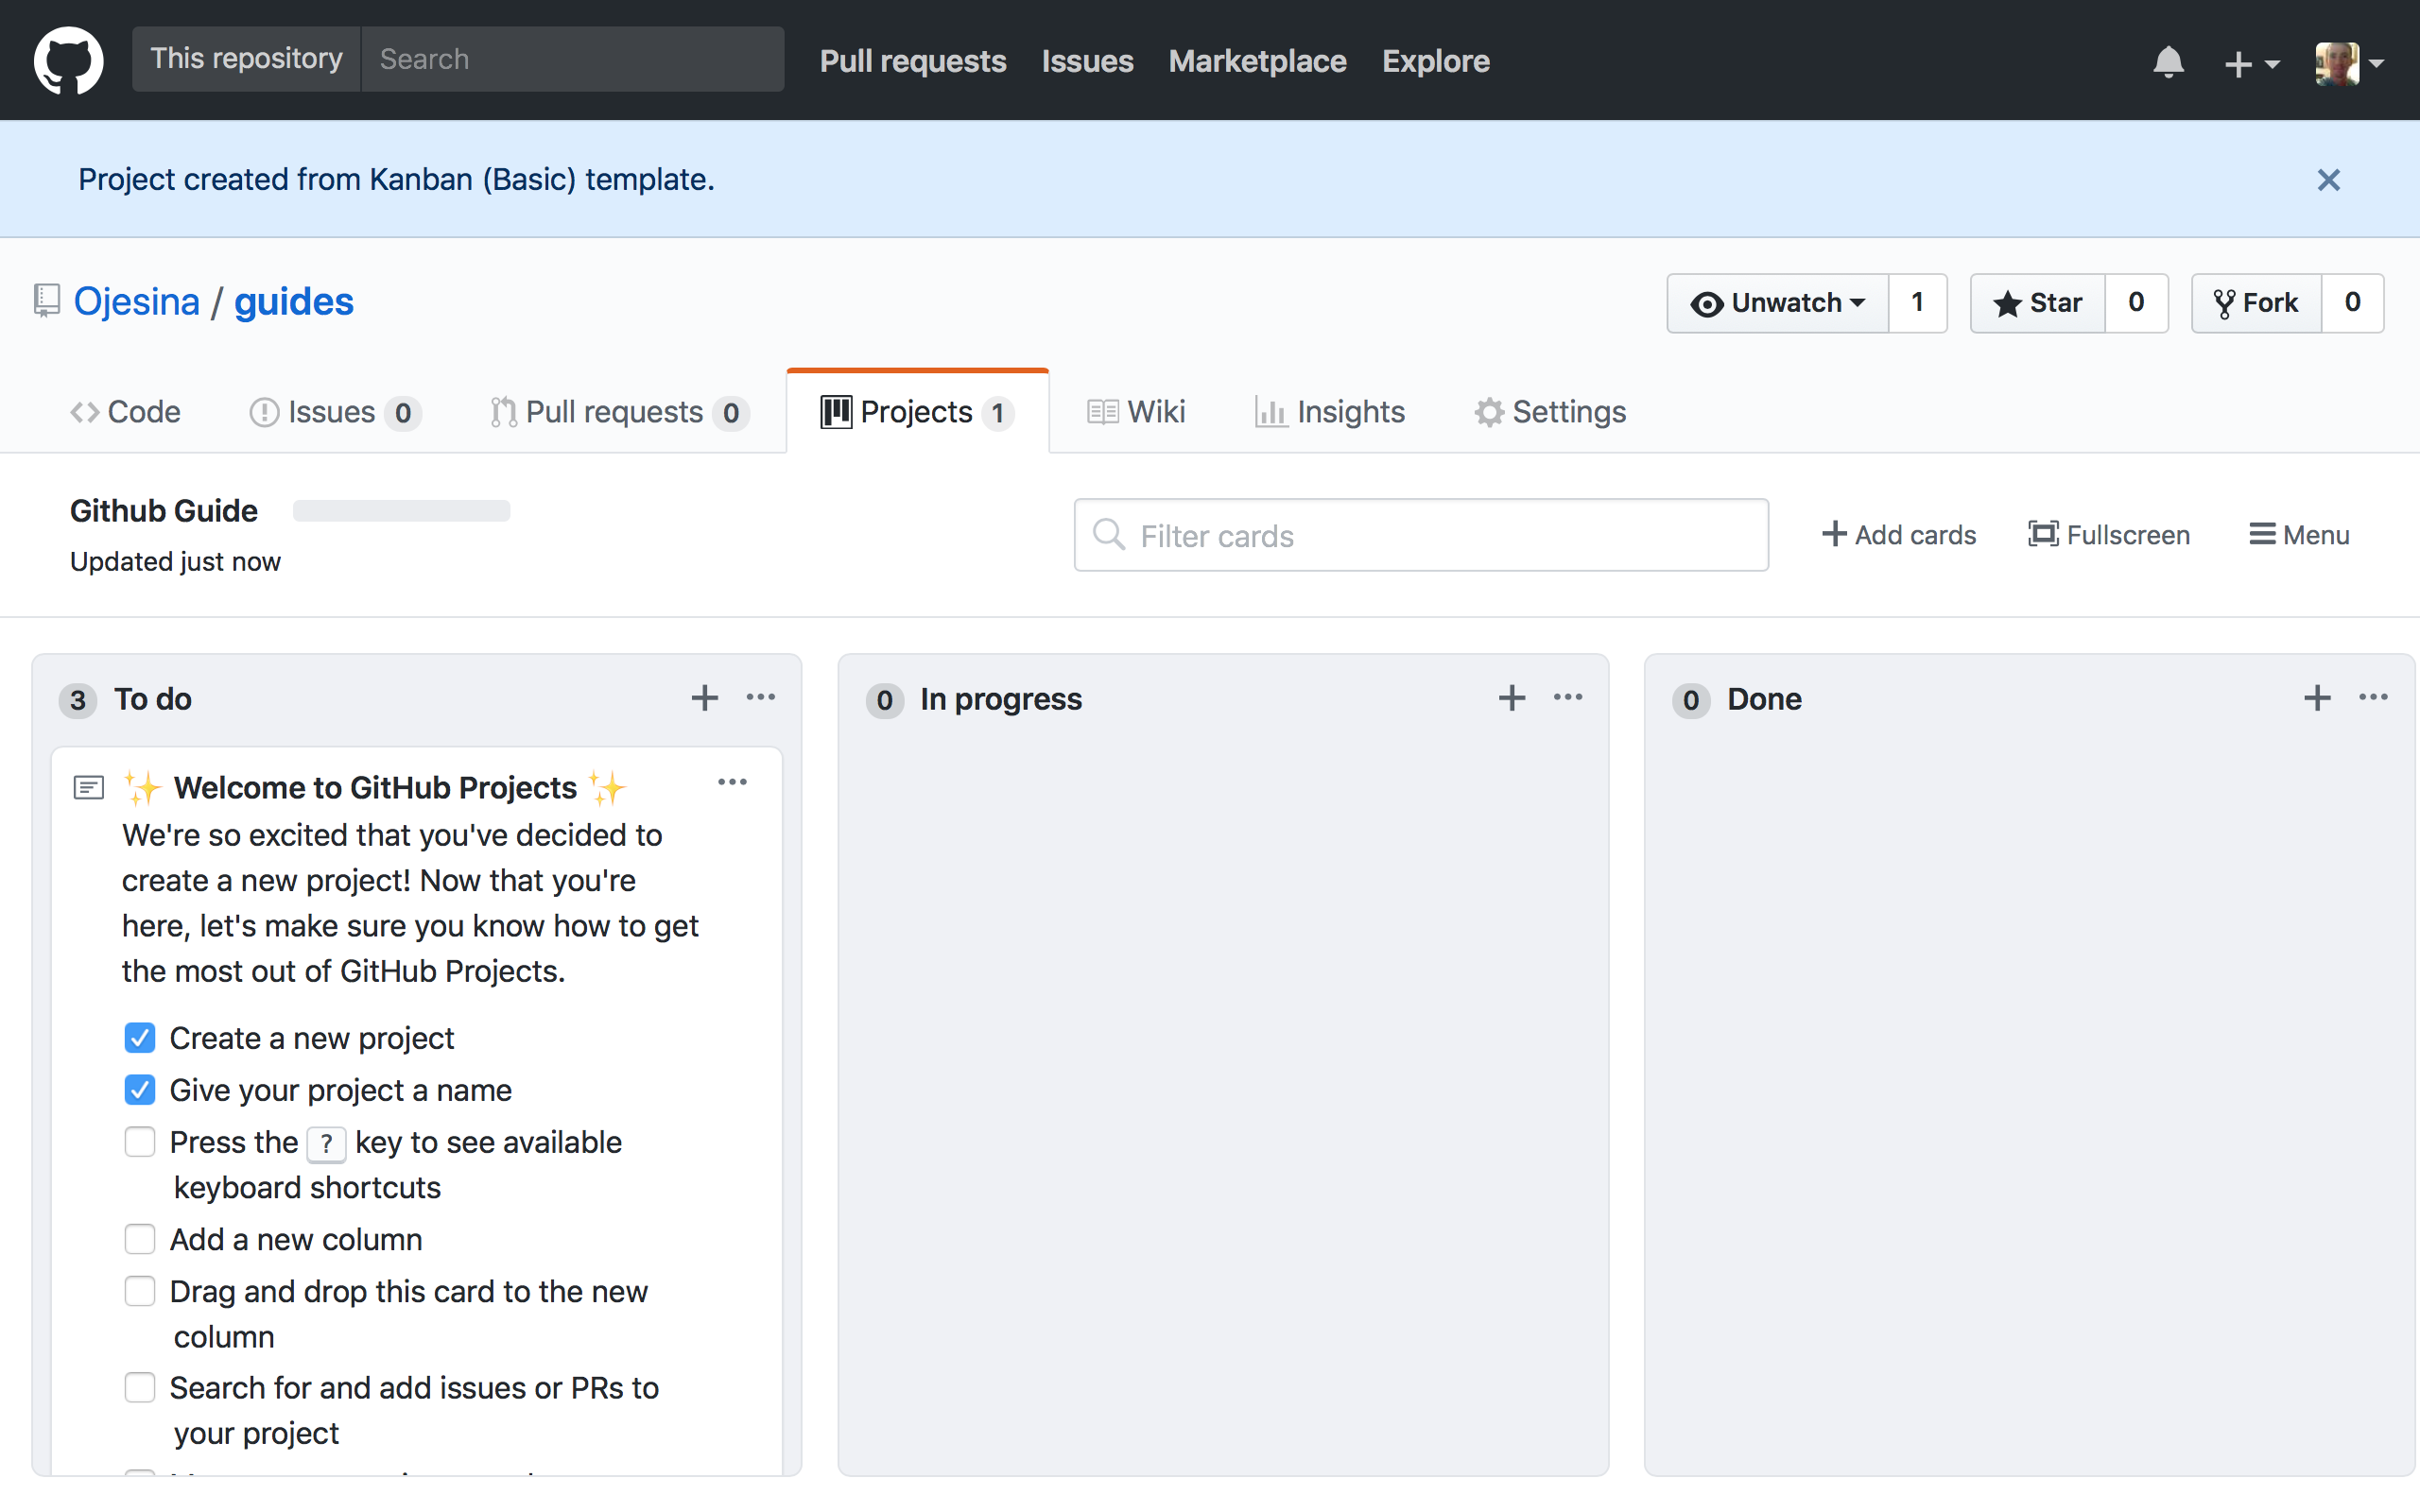 This repository Search Pull requests Issues Marketplace Explore
Project created from Kanban (Basic) template.
Ojesina / guides Unwatch 1 Star 0 Fork 0
Code Issues 0 Pull requests 0 Projects 1 Wiki Insights Settings
Github Guide
Updated just now
Filter cards Add cards Fullscreen Menu
3 To do
✨ Welcome to GitHub Projects ✨
We're so excited that you've decided to
create a new project! Now that you're
here, let's make sure you know how to get
the most out of GitHub Projects.
Create a new project
Give your project a name
Press the ? key to see available
keyboard shortcuts
Add a new column
Drag and drop this card to the new
column
Search for and add issues or PRs to
your project
0 In progress
0 Done